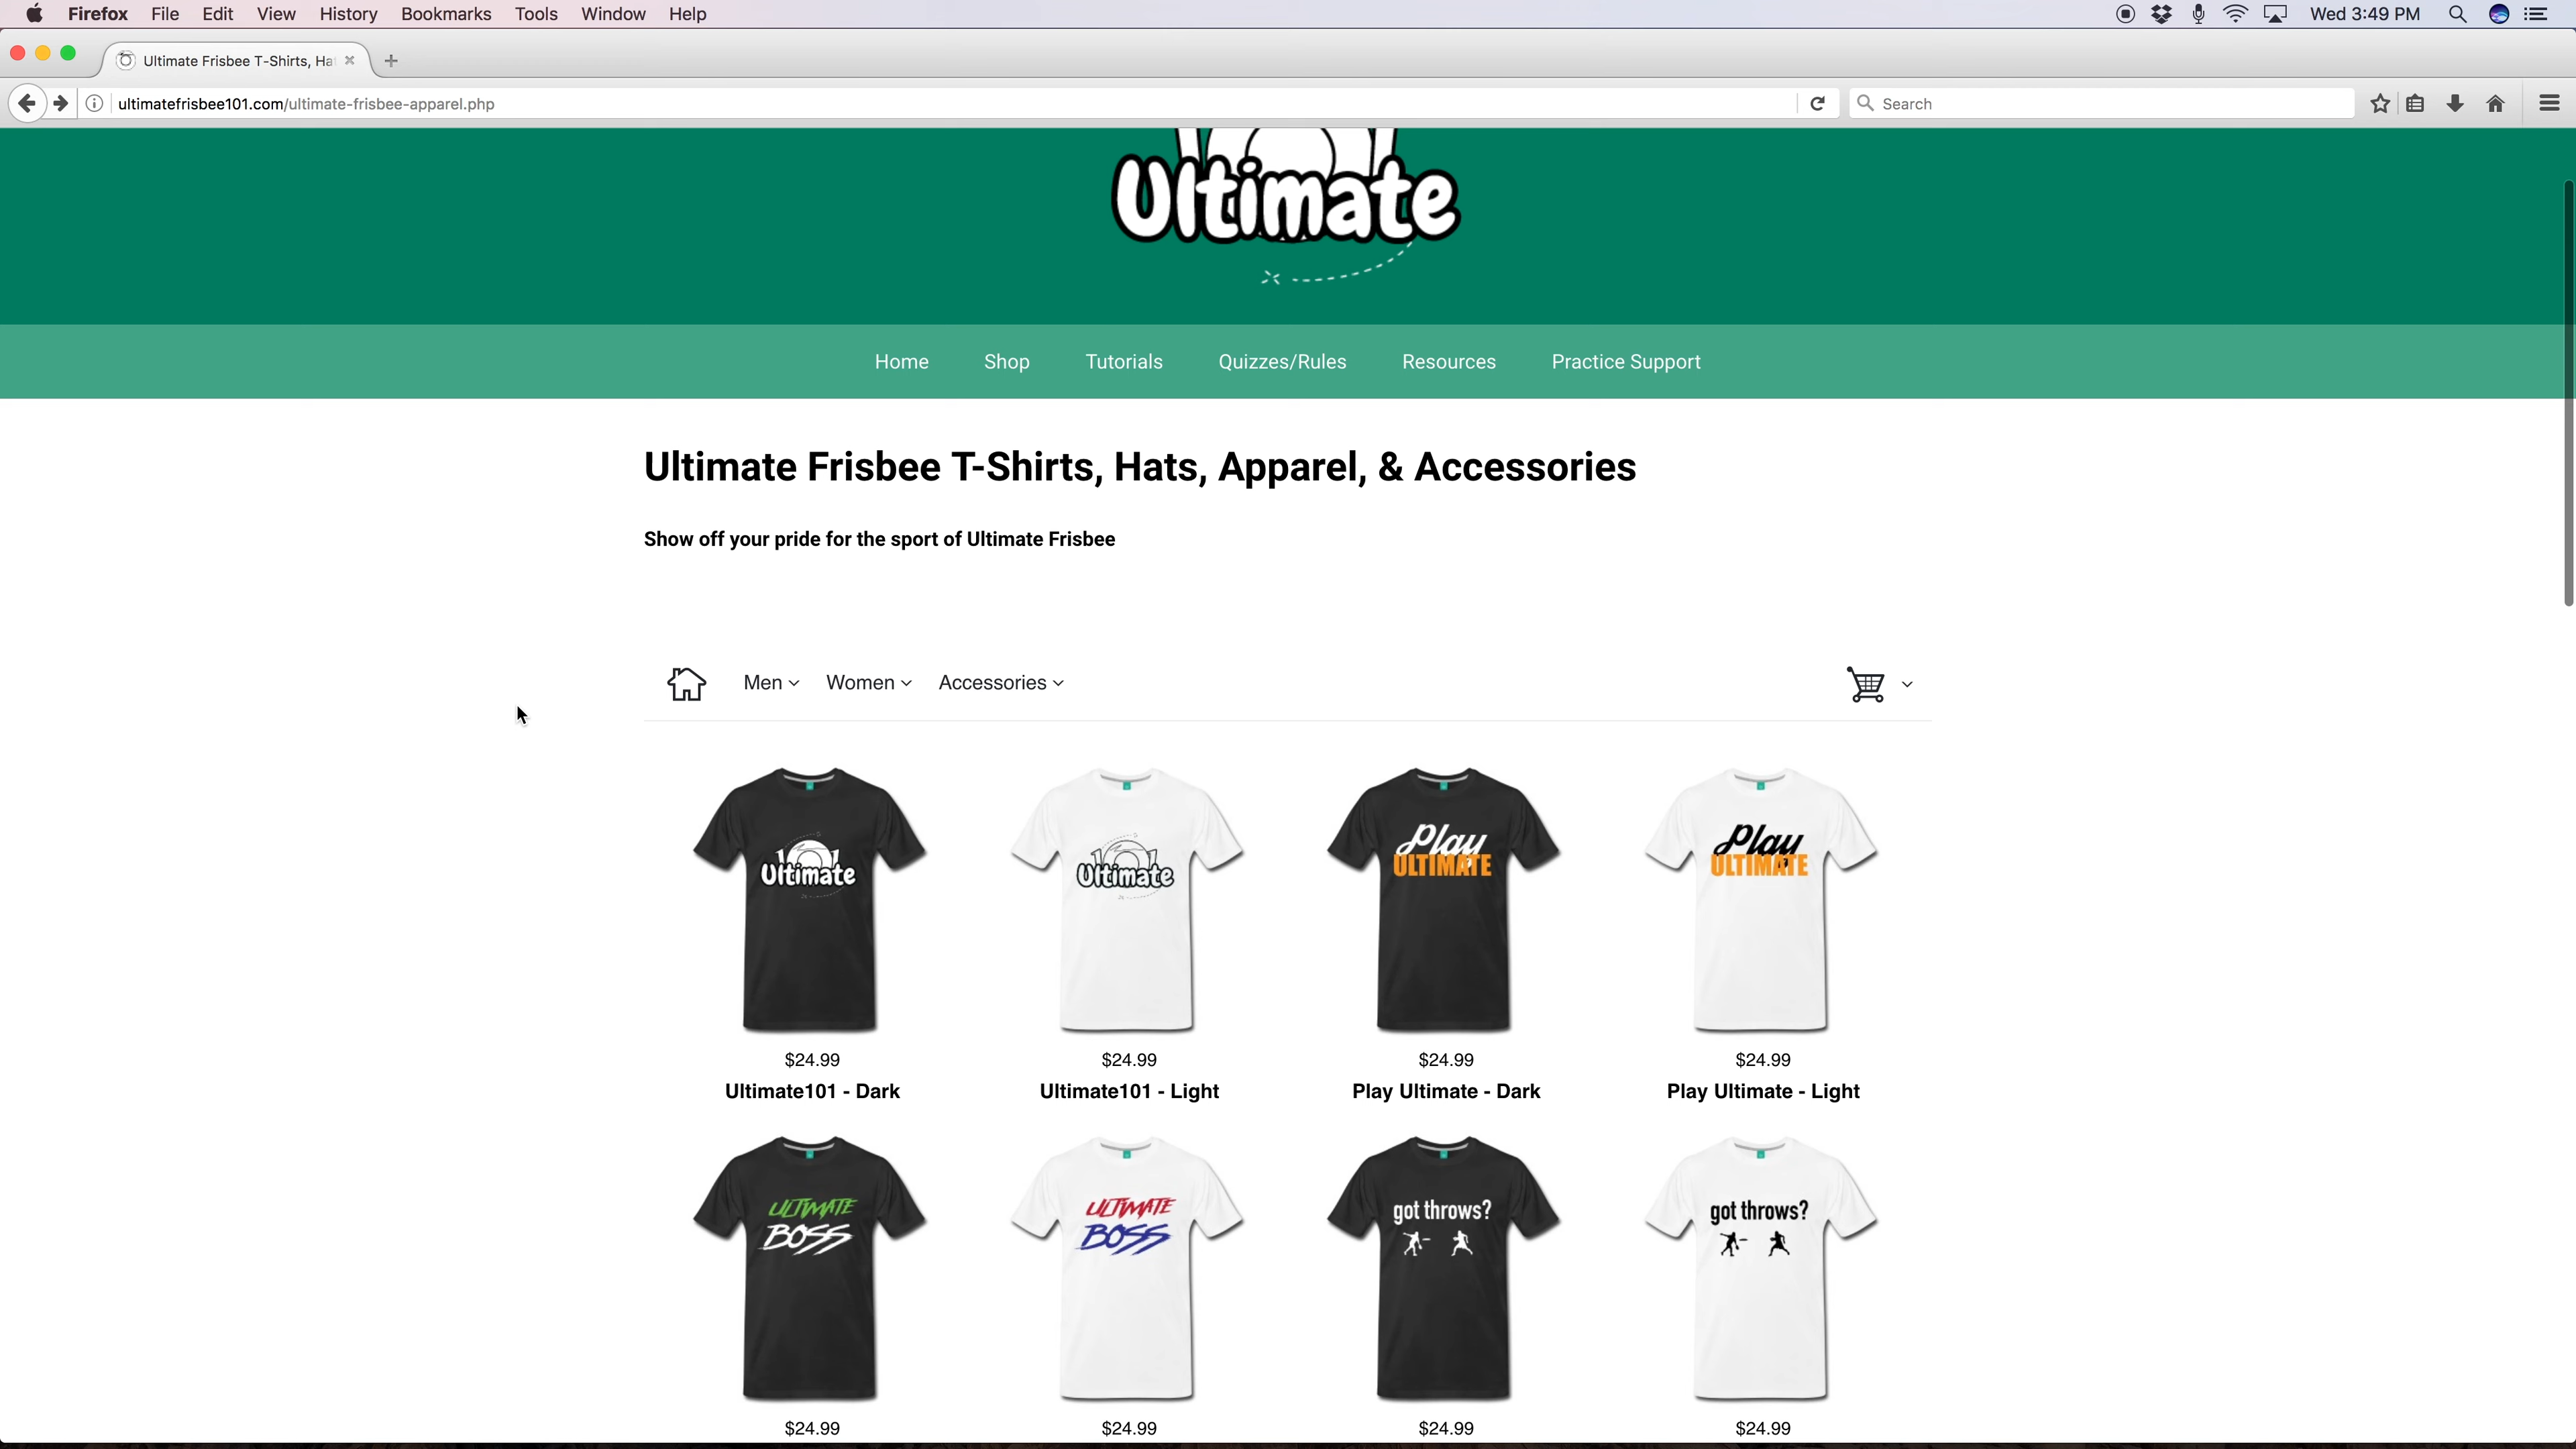 Firefox File Edit View History Bookmarks Tools Window Help Wed 3:49 PM
Ultimate Frisbee T-Shirts, Ha
ultimatefrisbee101.com/ultimate-frisbee-apparel.php Search
Ultimate
Home Shop Tutorials Quizzes/Rules Resources Practice Support
Ultimate Frisbee T-Shirts, Hats, Apparel, & Accessories
Show off your pride for the sport of Ultimate Frisbee
Men Women Accessories
101 101 Play Play
Ultimate Ultimate ULTIMATE ULTIMATE
$24.99 $24.99 $24.99 $24.99
Ultimate101 - Dark Ultimate101 - Light Play Ultimate - Dark Play Ultimate - Light
ULTIMATE ULTIMATE got throws? got throws?
BOSS BOSS
$24.99 $24.99 $24.99 $24.99